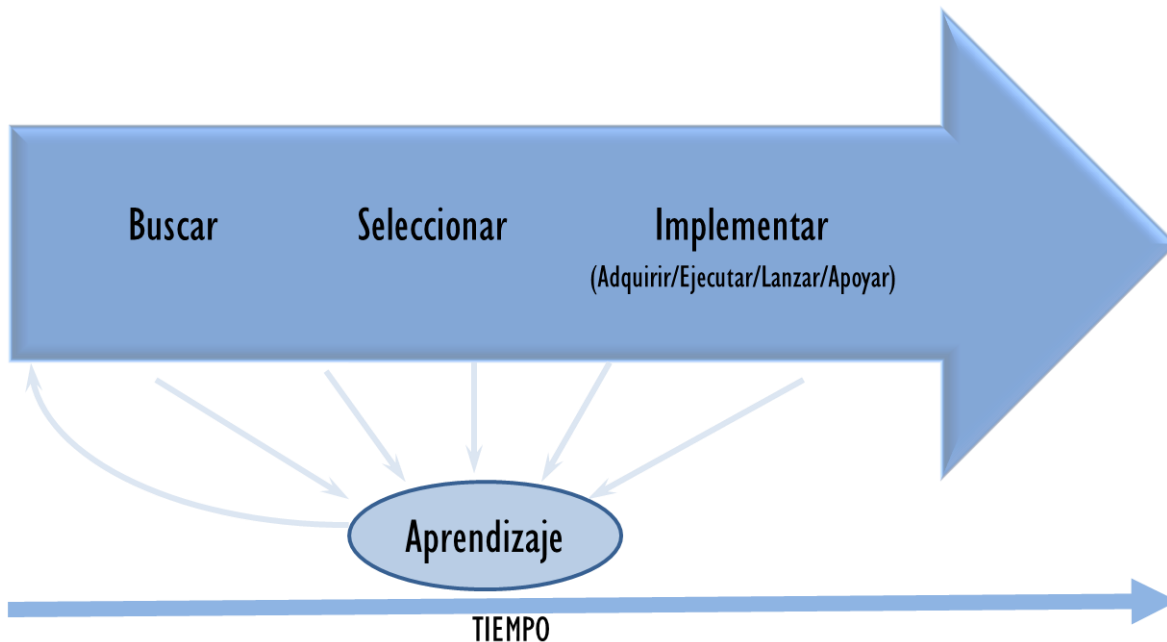 Buscar
Seleccionar
Implementar
(Adquirir/Ejecutar/Lanzar/Apoyar)
Aprendizaje
TIEMPO